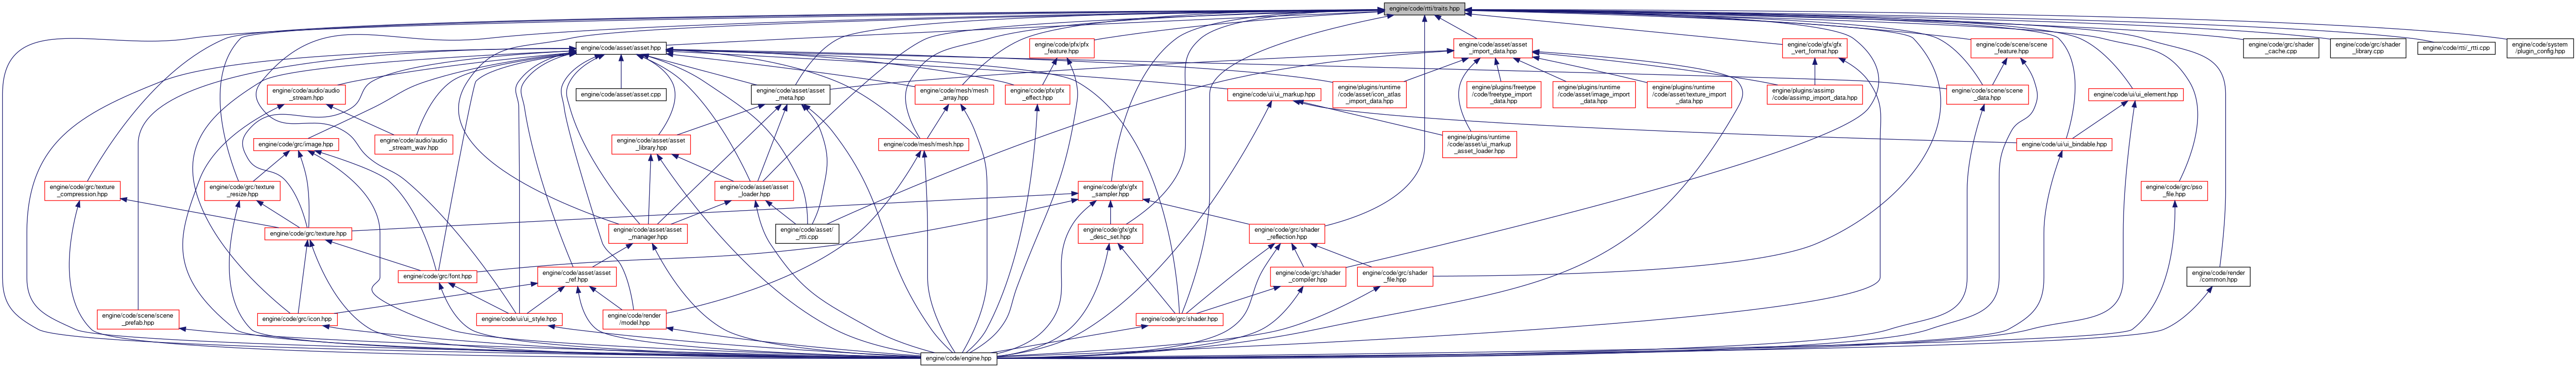 engine/code/rtti/traits.hpp
engine/code/asset/asset.hpp
engine/code/pfx/pfx
_feature.hpp
engine/code/asset/asset
_import_data.hpp
engine/code/gfx/gfx
_vert_format.hpp
engine/code/scene/scene
_feature.hpp
engine/code/grc/shader
_cache.cpp
engine/code/grc/shader
_library.cpp
engine/code/rtti/_rtti.cpp
engine/code/system
/plugin_config.hpp
engine/code/audio/audio
_stream.hpp
engine/code/asset/asset.cpp
engine/code/asset/asset
_meta.hpp
engine/code/mesh/mesh
_array.hpp
engine/code/pfx/pfx
_effect.hpp
engine/code/ui/ui_markup.hpp
engine/plugins/runtime
/code/asset/icon_atlas
_import_data.hpp
engine/plugins/freetype
/code/freetype_import
_data.hpp
engine/plugins/runtime
/code/asset/image_import
_data.hpp
engine/plugins/runtime
/code/asset/texture_import
_data.hpp
engine/plugins/assimp
/code/assimp_import_data.hpp
engine/code/scene/scene
_data.hpp
engine/code/ui/ui_element.hpp
engine/code/grc/image.hpp
engine/code/audio/audio
_stream_wav.hpp
engine/code/asset/asset
_library.hpp
engine/code/mesh/mesh.hpp
engine/plugins/runtime
/code/asset/ui_markup
_asset_loader.hpp
engine/code/ui/ui_bindable.hpp
engine/code/grc/texture
_compression.hpp
engine/code/grc/texture
_resize.hpp
engine/code/asset/asset
_loader.hpp
engine/code/gfx/gfx
_sampler.hpp
engine/code/grc/pso
_file.hpp
engine/code/grc/texture.hpp
engine/code/asset/asset
_manager.hpp
engine/code/asset/
_rtti.cpp
engine/code/gfx/gfx
_desc_set.hpp
engine/code/grc/shader
_reflection.hpp
engine/code/grc/font.hpp
engine/code/asset/asset
_ref.hpp
engine/code/grc/shader
_compiler.hpp
engine/code/grc/shader
_file.hpp
engine/code/render
/common.hpp
engine/code/scene/scene
_prefab.hpp
engine/code/grc/icon.hpp
engine/code/ui/ui_style.hpp
engine/code/render
/model.hpp
engine/code/grc/shader.hpp
engine/code/engine.hpp